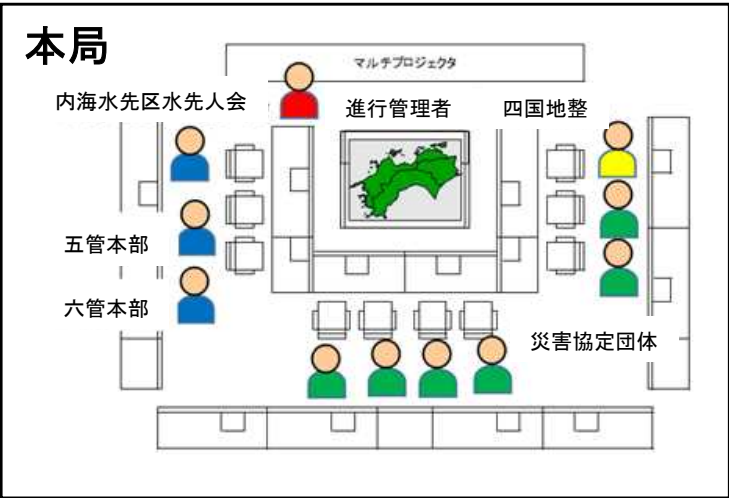 本局
マルチプロジェクタ
内海水先区水先人会
進行管理者
四国地整
五管本部
六管本部
災害協定団体